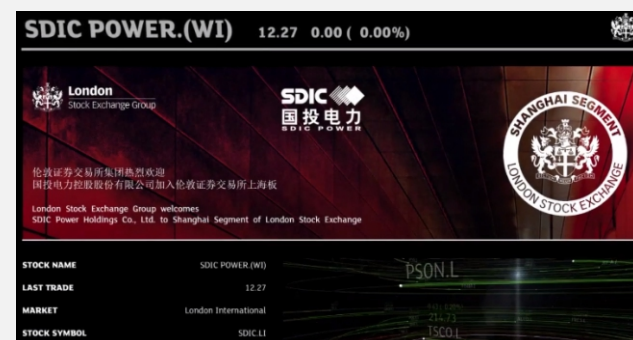 SDIC POWER.(WI) 12.27 0.00 ( 0.00%)
London
Stock Exchange Group
SDIC
国投电力
SDIC POWER
SHANGHAI SEGMENT
LONDON STOCK EXCHANGE
伦敦证券交易所集团热烈欢迎
国投电力控股股份有限公司加入伦敦证券交易所上海板
London Stock Exchange Group welcomes
SDIC Power Holdings Co., Ltd. to Shanghai Segment of London Stock Exchange
STOCK NAME SDIC POWER.(WI)
LAST TRADE 12.27
MARKET London International
STOCK SYMBOL SDIC.LI
PSON.L
214.73
TSCO.L